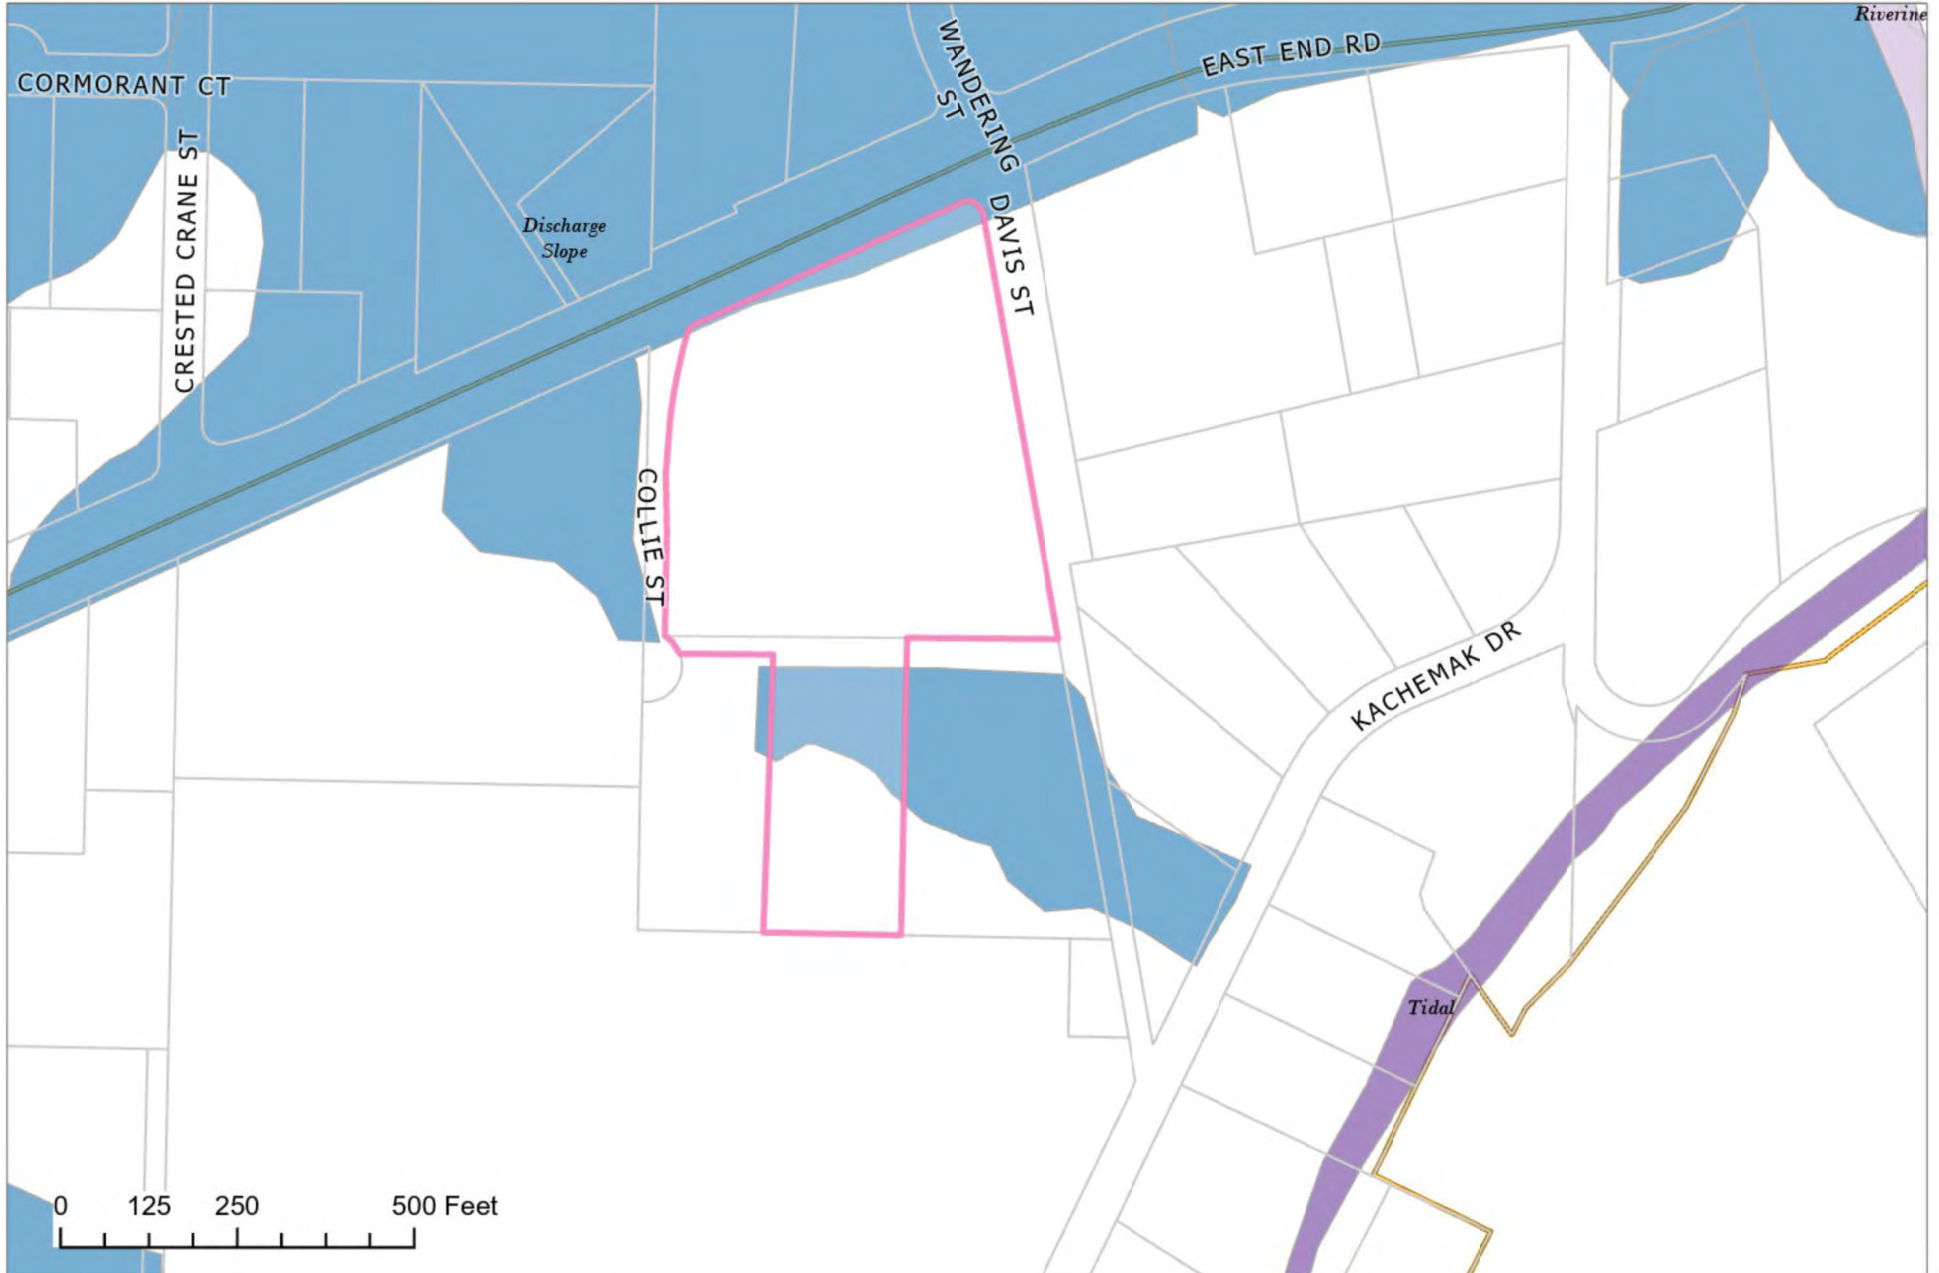 Riverine
CORMORANT CT
WANDERING
ST
EAST END RD
CRESTED CRANE ST
Discharge
Slope
DAVIS ST
COLLIE ST
KACHEMAK DR
Tidal
0 125 250 500 Feet